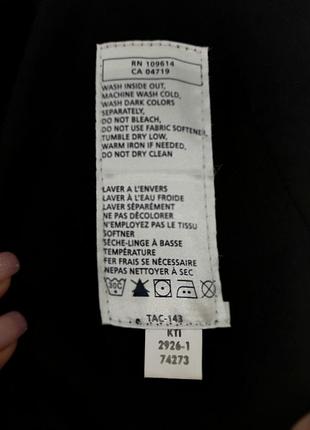 RN 109614
CA 04719
WASH INSIDE OUT,
MACHINE WASH COLD,
WASH DARK COLORS
SEPARATELY,
DO NOT BLEACH,
DO NOT USE FABRIC SOFTENER,
TUMBLE DRY LOW,
WARM IRON IF NEEDED,
DO NOT DRY CLEAN
LAVER A L'ENVERS
LAVER À L'EAU FROIDE
LAVER SÉPARÉMENT
NE PAS DÉCOLORER
N'EMPLOYEZ PAS LE TISSU
SOFTNER
SÈCHE-LINGE À BASSE
TEMPÉRATURE
FER FRAIS SE NÉCESSAIRE
NEPAS NETTOYER À SEC
30C
TAC-143
KTI
2926-1
74273